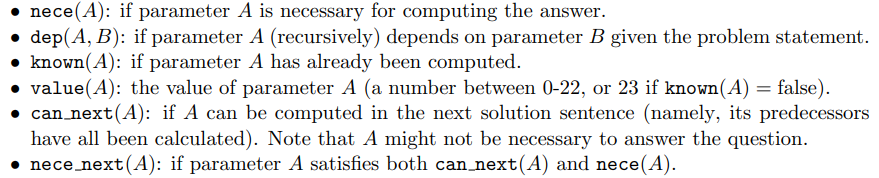 • nece(A): if parameter A is necessary for computing the answer.
• dep(A, B): if parameter A (recursively) depends on parameter B given the problem statement.
• known(A): if parameter A has already been computed.
• value(A): the value of parameter A (a number between 0-22, or 23 if known(A) = false).
• can_next(A): if A can be computed in the next solution sentence (namely, its predecessors
have all been calculated). Note that A might not be necessary to answer the question.
• nece_next(A): if parameter A satisfies both can_next(A) and nece(A).